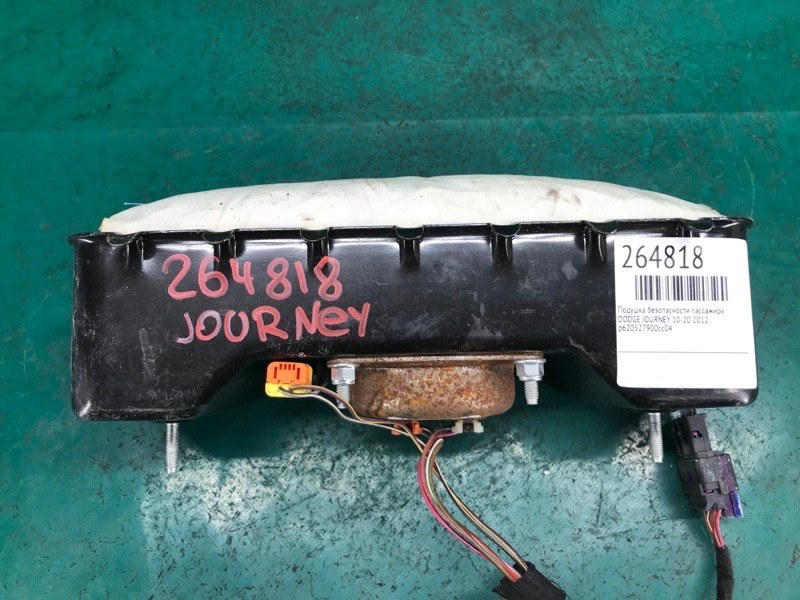 264818
JOURNEY
264818
Подушка безопасности пассажира
DODGE JOURNEY 10-20 2012
p620527900cc04